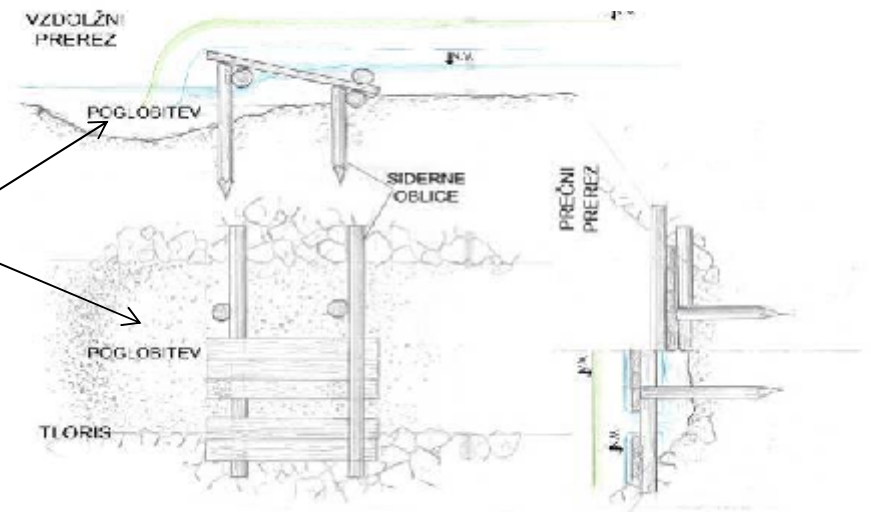 VZDOLŽNI
PREREZ
N.V.
POGLOBITEV
SIDERNE
OBLICE
PREČNI
PREREZ
POGLOBITEV
TLORIS
N.V.